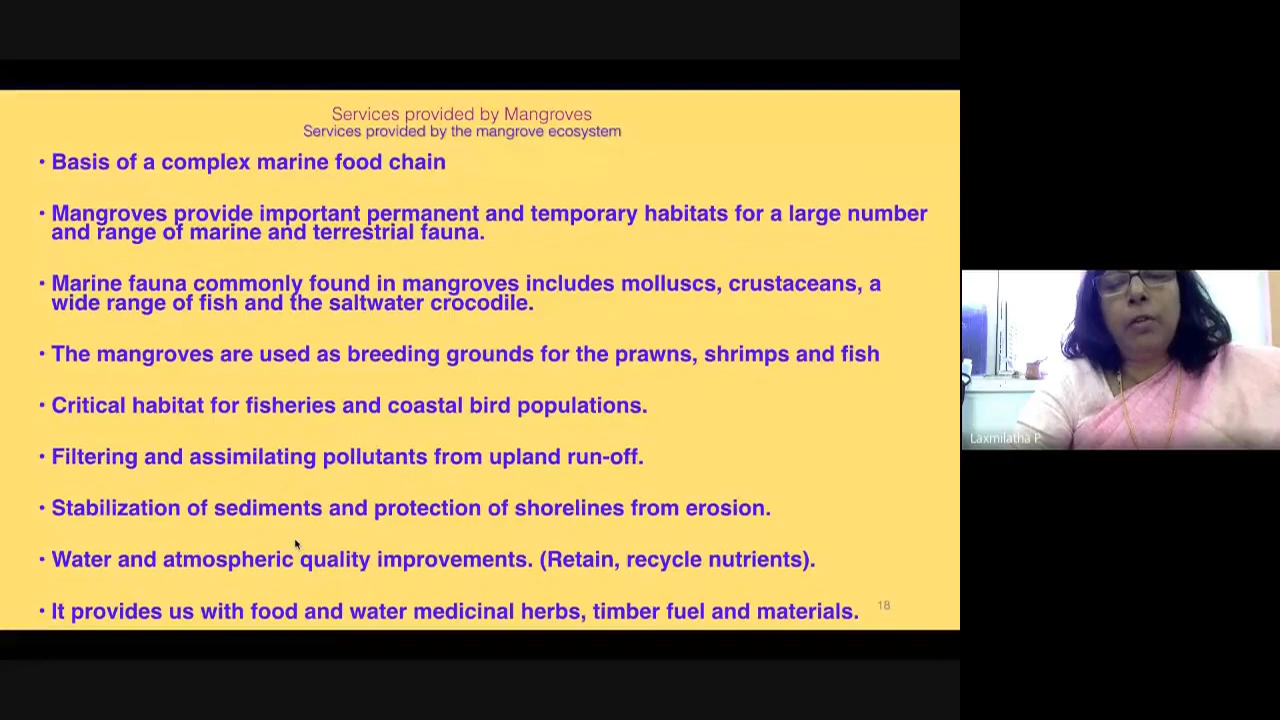 Services provided by Mangroves
Services provided by the mangrove ecosystem
• Basis of a complex marine food chain
• Mangroves provide important permanent and temporary habitats for a large number
and range of marine and terrestrial fauna.
• Marine fauna commonly found in mangroves includes molluscs, crustaceans, a
wide range of fish and the saltwater crocodile.
• The mangroves are used as breeding grounds for the prawns, shrimps and fish
• Critical habitat for fisheries and coastal bird populations.
• Filtering and assimilating pollutants from upland run-off.
• Stabilization of sediments and protection of shorelines from erosion.
• Water and atmospheric quality improvements. (Retain, recycle nutrients).
• It provides us with food and water medicinal herbs, timber fuel and materials.
18
Laxmilatha P